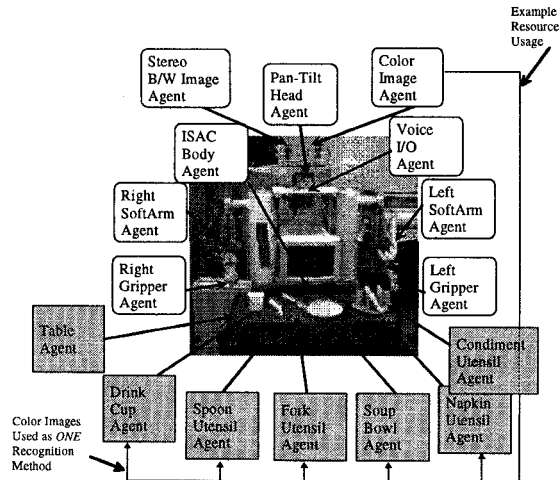 Example
Resource
Usage
Stereo
B/W Image
Agent
Pan-Tilt
Head
Agent
Color
Image
Agent
ISAC
Body
Agent
Voice
I/O
Agent
Right
SoftArm
Agent
Left
SoftArm
Agent
Right
Gripper
Agent
Left
Gripper
Agent
Table
Agent
Condiment
Utensil
Agent
Drink
Cup
Agent
Spoon
Utensil
Agent
Fork
Utensil
Agent
Soup
Bowl
Agent
Napkin
Utensil
Agent
Color Images
Used as ONE
Recognition
Method